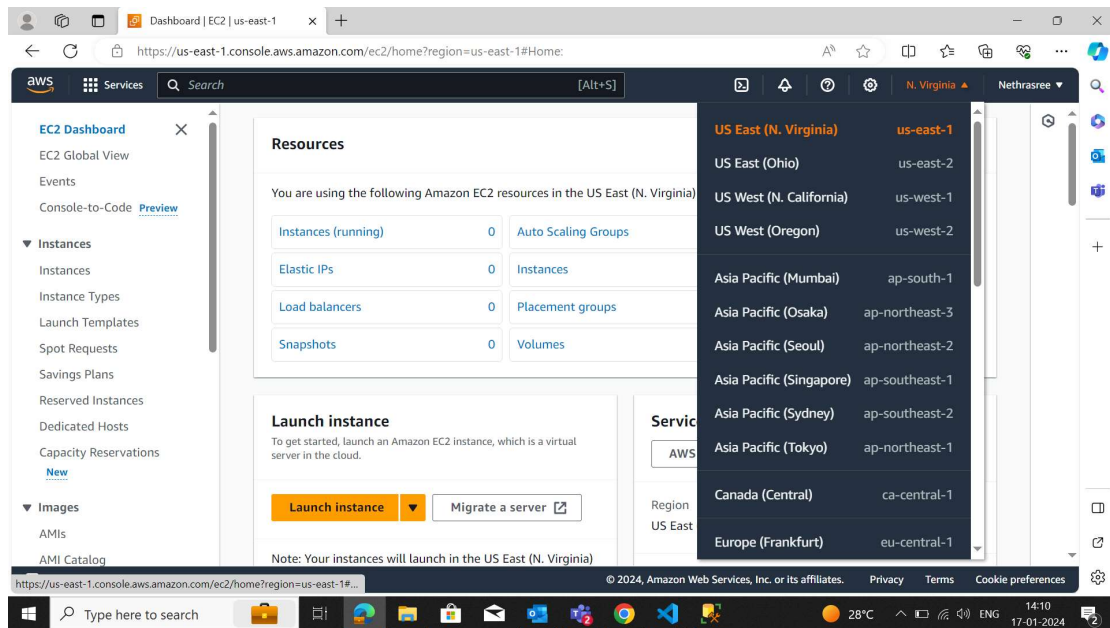 Dashboard | EC2 | us-east-1
https://us-east-1.console.aws.amazon.com/ec2/home?region=us-east-1#Home:
aws
Services
Search
[Alt+S]
N. Virginia
Nethrasree
EC2 Dashboard
EC2 Global View
Events
Console-to-Code Preview
Instances
Instances
Instance Types
Launch Templates
Spot Requests
Savings Plans
Reserved Instances
Dedicated Hosts
Capacity Reservations
New
Images
AMIs
AMI Catalog
Resources
You are using the following Amazon EC2 resources in the US East (N. Virginia)
Instances (running) 0
Auto Scaling Groups
Elastic IPs 0
Instances
Load balancers 0
Placement groups
Snapshots 0
Volumes
Launch instance
To get started, launch an Amazon EC2 instance, which is a virtual
server in the cloud.
Launch instance
Migrate a server
Note: Your instances will launch in the US East (N. Virginia)
Servic
AWS
Region
US East
US East (N. Virginia) us-east-1
US East (Ohio) us-east-2
US West (N. California) us-west-1
US West (Oregon) us-west-2
Asia Pacific (Mumbai) ap-south-1
Asia Pacific (Osaka) ap-northeast-3
Asia Pacific (Seoul) ap-northeast-2
Asia Pacific (Singapore) ap-southeast-1
Asia Pacific (Sydney) ap-southeast-2
Asia Pacific (Tokyo) ap-northeast-1
Canada (Central) ca-central-1
Europe (Frankfurt) eu-central-1
https://us-east-1.console.aws.amazon.com/ec2/home?region=us-east-1#...
© 2024, Amazon Web Services, Inc. or its affiliates.
Privacy
Terms
Cookie preferences
Type here to search
28°C
ENG
14:10
17-01-2024
2